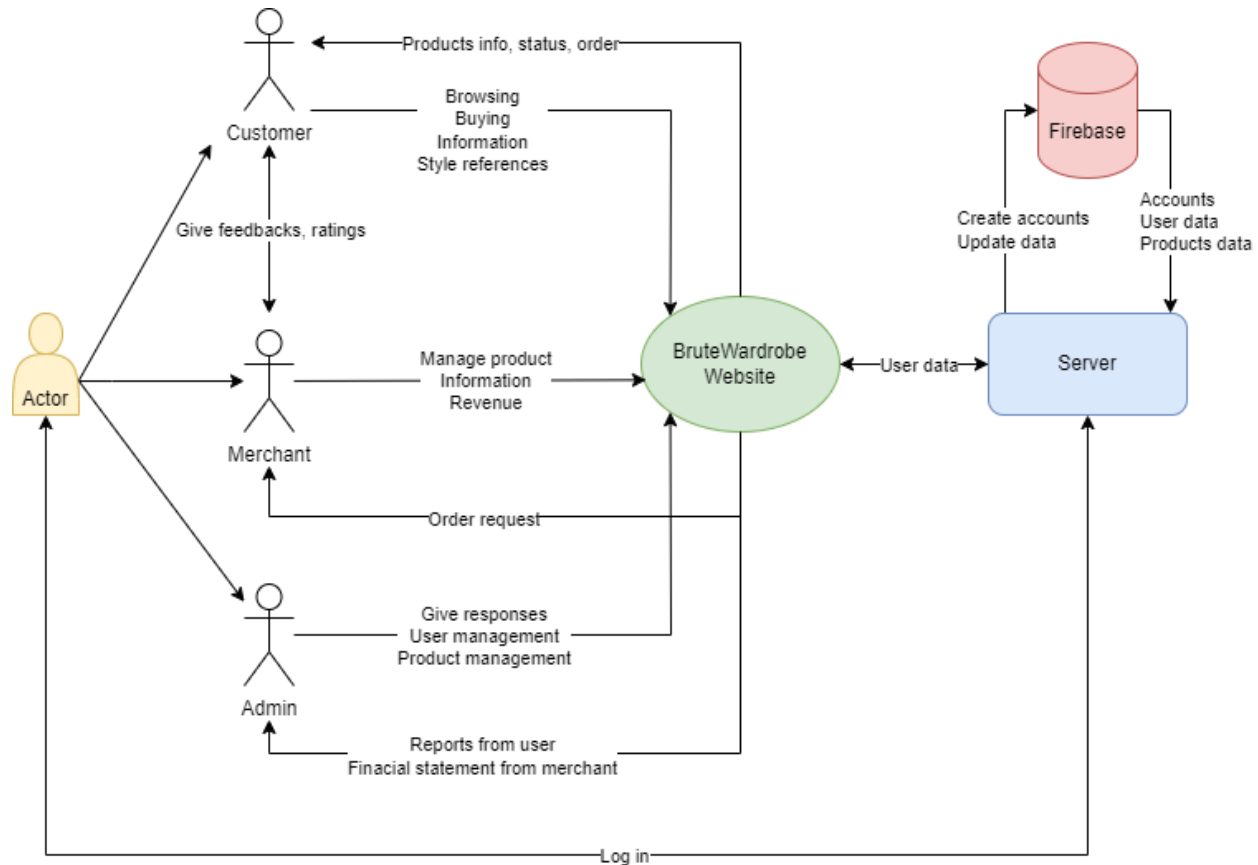 Products info, status, order
Browsing
Buying
Information
Style references
Customer
Firebase
Give feedbacks, ratings
Create accounts
Update data
Accounts
User data
Products data
Actor
Manage product
Information
Revenue
Merchant
BruteWardrobe
Website
User data
Server
Order request
Give responses
User management
Product management
Admin
Reports from user
Finacial statement from merchant
Log in